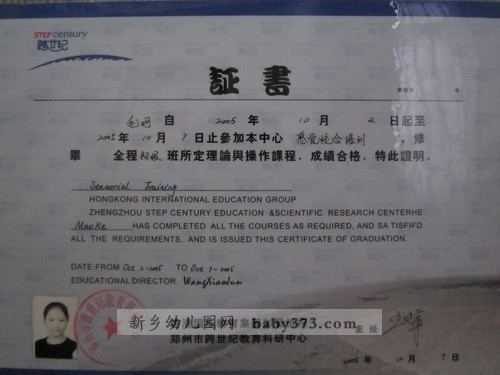 STEP century
跨世纪
証書
毛珂 自 2005 年 10 月 2 日起至
2005 年 10 月 7 日止參加本中心 感觉统合培训 ，修
畢 全程初级 班所定理論與操作課程，成績合格，特此證明。
Sensorial Training
HONGKONG INTERNATIONAL EDUCATION GROUP
ZHENGZHOU STEP CENTURY EDUCATION &SCIENTIFIC RESEARCH CENTERHE
MaoKe HAS COMPLETED ALL THE COURSES AS REQUIRED, AND SA TISFIFD
ALL THE REQUIREMENTS, AND IS ISSUED THIS CERTIFICATE OF GRADUATION.
DATE:FROM Oct 2-2005 TO Oct 7-2005
EDUCATIONAL DIRECTOR WangXiaoJun
新乡幼儿园网 baby373.com
主任
郑州市跨世纪教育科研中心
2005 年 10 月 7 日